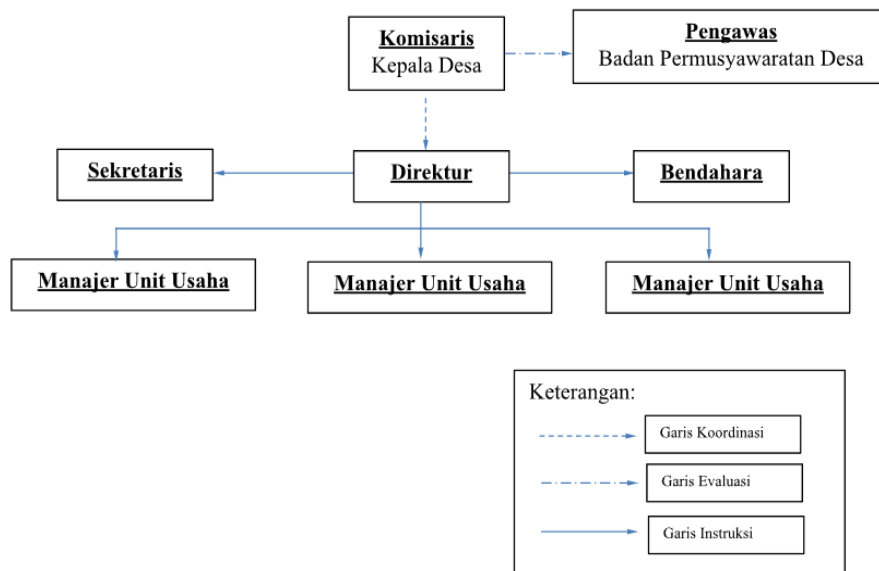 Komisaris
Kepala Desa
Pengawas
Badan Permusyawaratan Desa
Sekretaris
Direktur
Bendahara
Manajer Unit Usaha
Manajer Unit Usaha
Manajer Unit Usaha
Keterangan:
Garis Koordinasi
Garis Evaluasi
Garis Instruksi